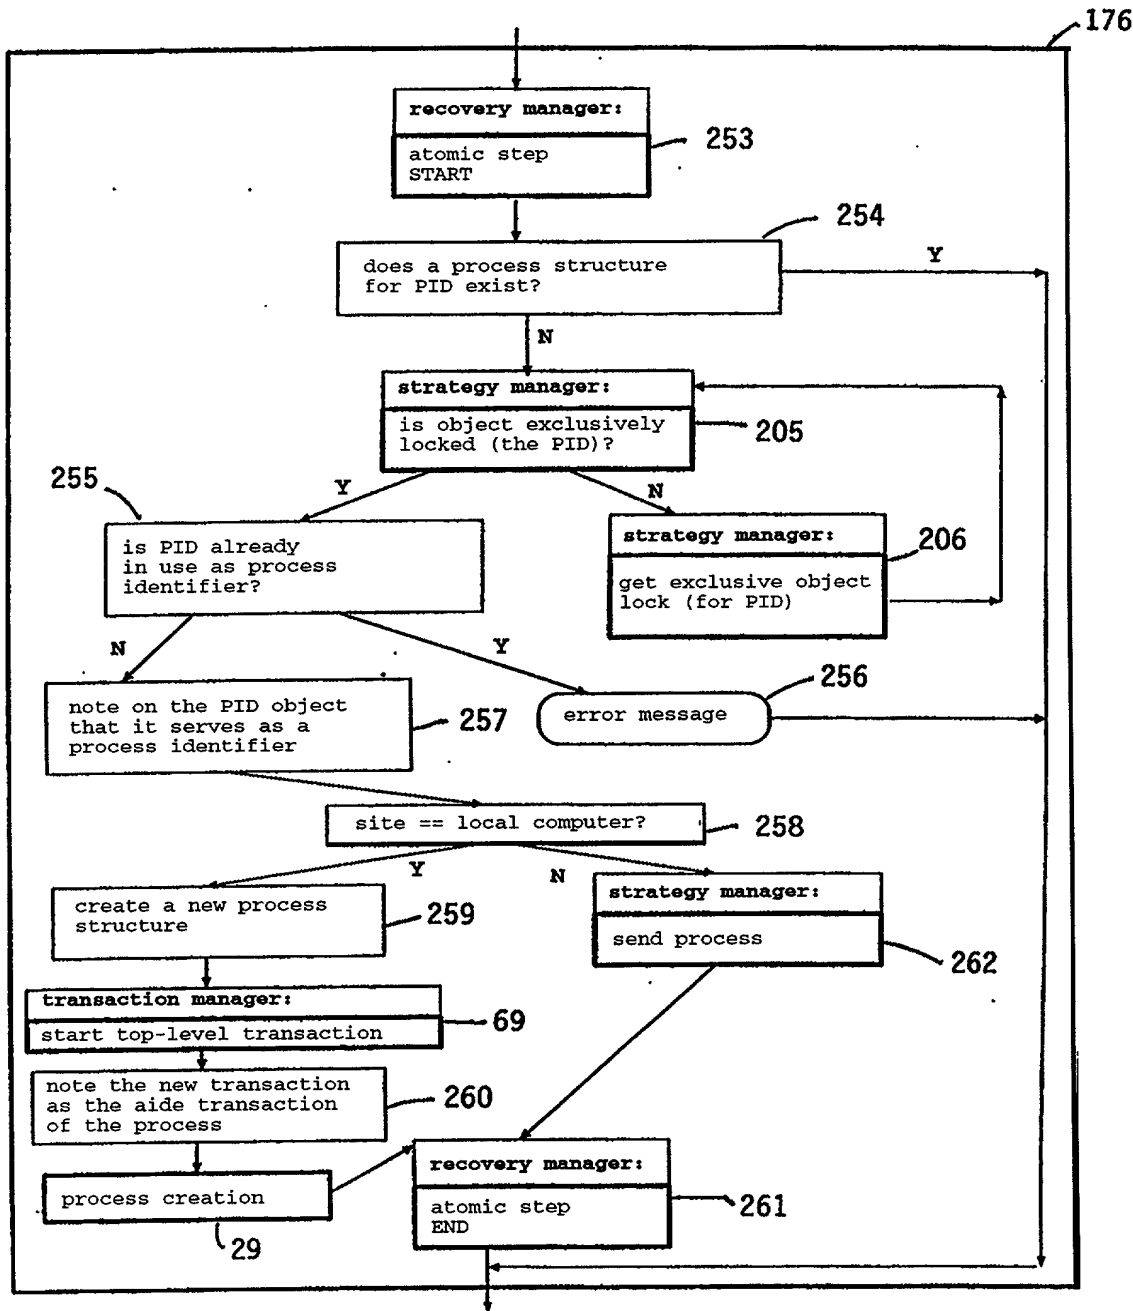 176
recovery manager:
253
atomic step
START
254
does a process structure
for PID exist?
Y
N
strategy manager:
is object exclusively
locked (the PID)?
205
255
Y
N
is PID already
in use as process
identifier?
strategy manager:
206
get exclusive object
lock (for PID)
N
Y
256
note on the PID object
that it serves as a
process identifier
257
error message
site == local computer?
258
Y
N
create a new process
structure
259
strategy manager:
send process
262
transaction manager:
start top-level transaction
69
note the new transaction
as the aide transaction
of the process
260
recovery manager:
process creation
29
atomic step
END
261